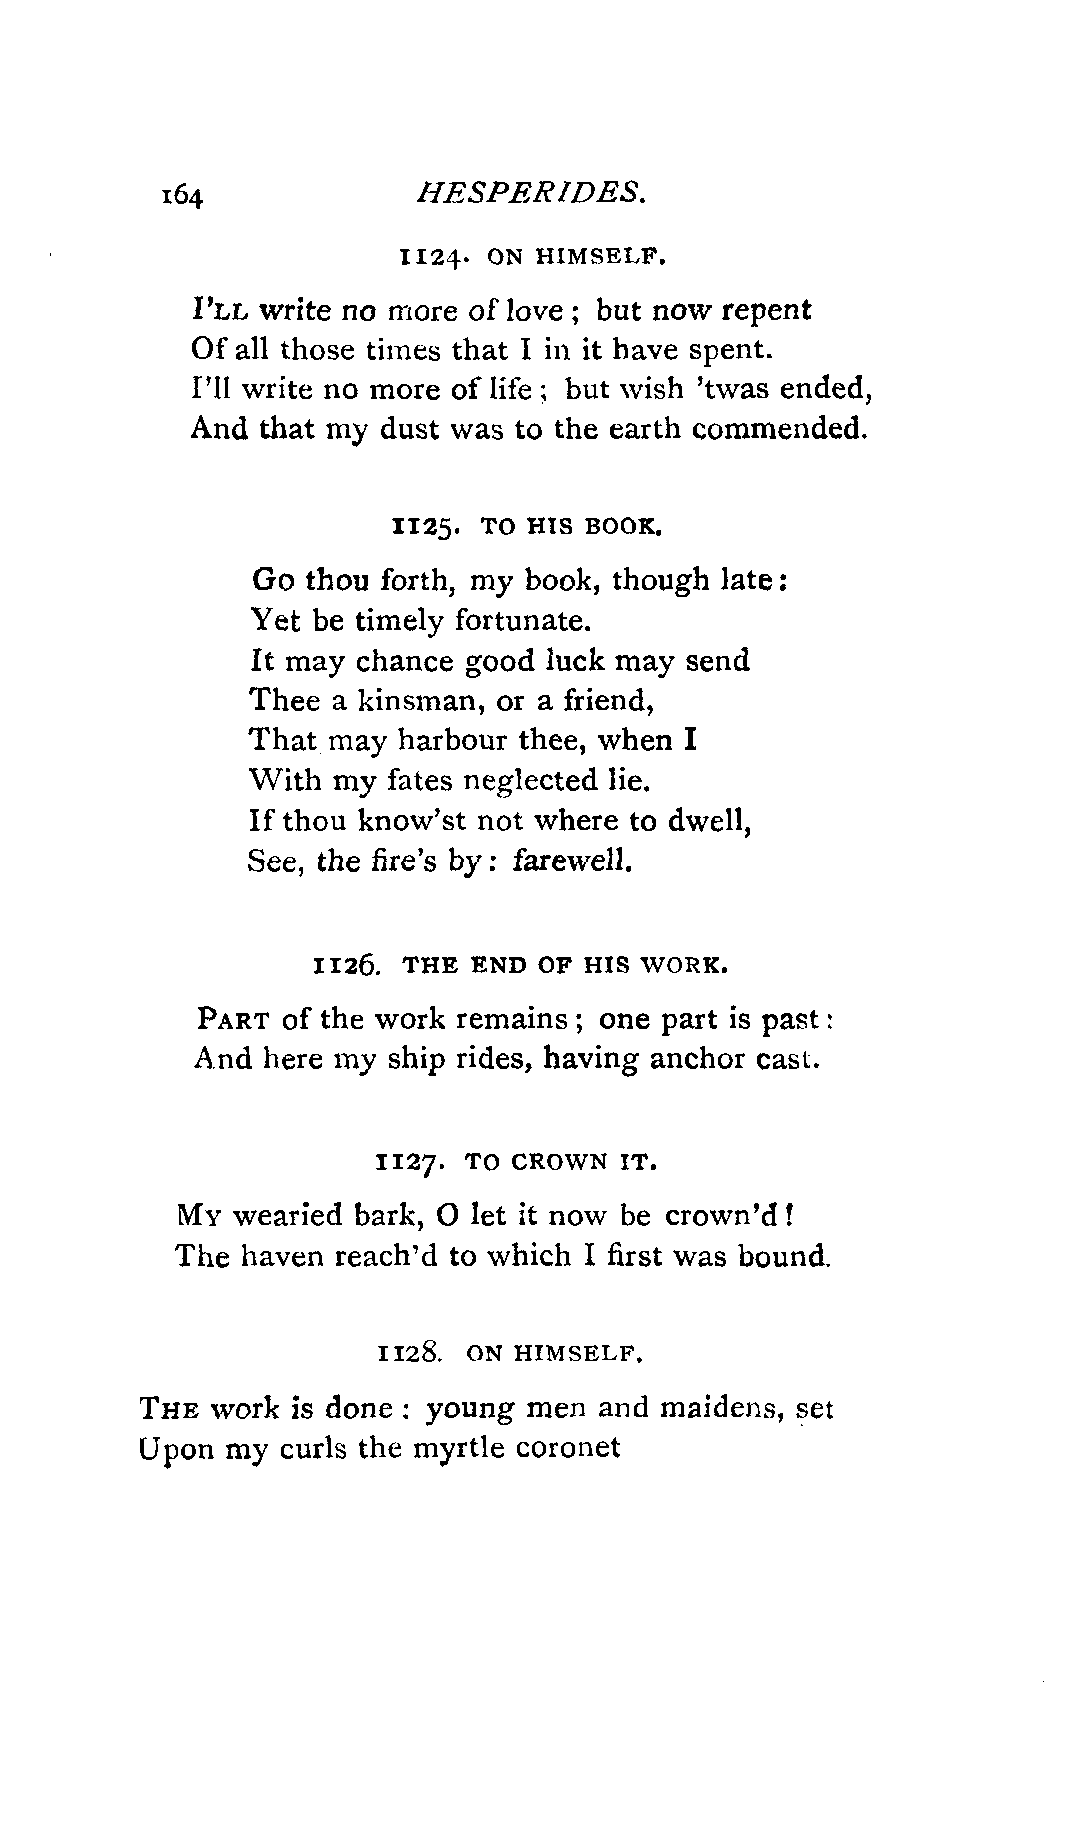 164 HESPERIDES.
1124. ON HIMSELF.
I'LL write no more of love ; but now repent
Of all those times that I in it have spent.
I'll write no more of life ; but wish 'twas ended,
And that my dust was to the earth commended.
1125. TO HIS BOOK.
Go thou forth, my book, though late :
Yet be timely fortunate.
It may chance good luck may send
Thee a kinsman, or a friend,
That may harbour thee, when I
With my fates neglected lie.
If thou know'st not where to dwell,
See, the fire's by : farewell.
1126. THE END OF HIS WORK.
PART of the work remains ; one part is past :
And here my ship rides, having anchor cast.
1127. TO CROWN IT.
MY wearied bark, O let it now be crown'd !
The haven reach'd to which I first was bound.
1128. ON HIMSELF.
THE work is done : young men and maidens, set
Upon my curls the myrtle coronet